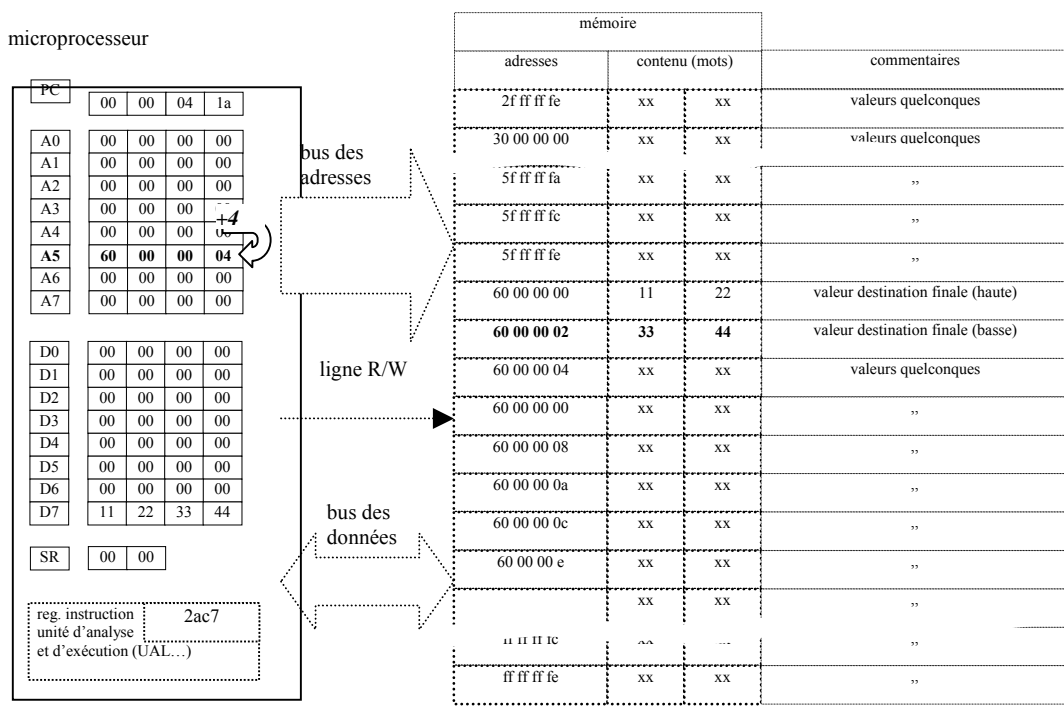 microprocesseur
PC
00 00 04 1a
A0 00 00 00 00
A1 00 00 00 00
A2 00 00 00 00
A3 00 00 00
+4
A4 00 00 00
A5 60 00 00 04
A6 00 00 00 00
A7 00 00 00 00
D0 00 00 00 00
D1 00 00 00 00
D2 00 00 00 00
D3 00 00 00 00
D4 00 00 00 00
D5 00 00 00 00
D6 00 00 00 00
D7 11 22 33 44
SR 00 00
reg. instruction 2ac7
unité d’analyse
et d’exécution (UAL…)
bus des
adresses
ligne R/W
bus des
données
mémoire
adresses contenu (mots) commentaires
2f ff ff fe xx xx valeurs quelconques
30 00 00 00 xx xx valeurs quelconques
5f ff ff fa xx xx ,,
5f ff ff fc xx xx ,,
5f ff ff fe xx xx ,,
60 00 00 00 11 22 valeur destination finale (haute)
60 00 00 02 33 44 valeur destination finale (basse)
60 00 00 04 xx xx valeurs quelconques
60 00 00 00 xx xx ,,
60 00 00 08 xx xx ,,
60 00 00 0a xx xx ,,
60 00 00 0c xx xx ,,
60 00 00 e xx xx ,,
xx xx ,,
,,
ff ff ff fe xx xx ,,